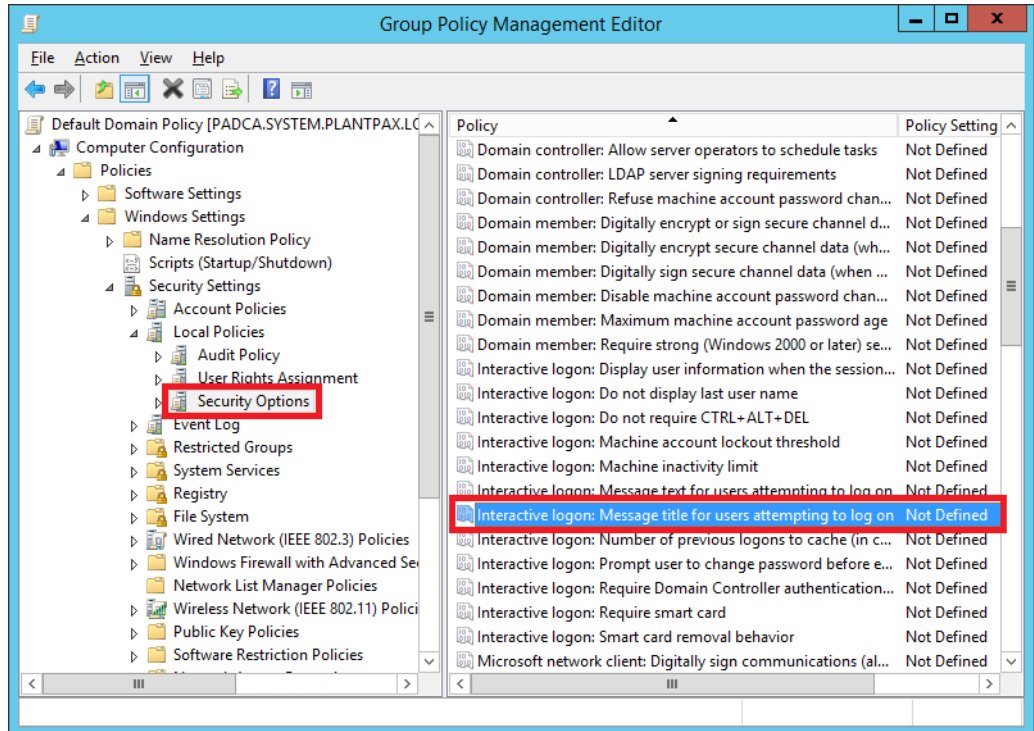 Group Policy Management Editor
File Action View Help
Default Domain Policy [PADCA.SYSTEM.PLANTPAX.LC
Computer Configuration
Policies
Software Settings
Windows Settings
Name Resolution Policy
Scripts (Startup/Shutdown)
Security Settings
Account Policies
Local Policies
Audit Policy
User Rights Assignment
Security Options
Event Log
Restricted Groups
System Services
Registry
File System
Wired Network (IEEE 802.3) Policies
Windows Firewall with Advanced Se
Network List Manager Policies
Wireless Network (IEEE 802.11) Polici
Public Key Policies
Software Restriction Policies
Policy Policy Setting
Domain controller: Allow server operators to schedule tasks Not Defined
Domain controller: LDAP server signing requirements Not Defined
Domain controller: Refuse machine account password chan... Not Defined
Domain member: Digitally encrypt or sign secure channel d... Not Defined
Domain member: Digitally encrypt secure channel data (wh... Not Defined
Domain member: Digitally sign secure channel data (when ... Not Defined
Domain member: Disable machine account password chan... Not Defined
Domain member: Maximum machine account password age Not Defined
Domain member: Require strong (Windows 2000 or later) se... Not Defined
Interactive logon: Display user information when the session... Not Defined
Interactive logon: Do not display last user name Not Defined
Interactive logon: Do not require CTRL+ALT+DEL Not Defined
Interactive logon: Machine account lockout threshold Not Defined
Interactive logon: Machine inactivity limit Not Defined
Interactive logon: Message text for users attempting to log on Not Defined
Interactive logon: Message title for users attempting to log on Not Defined
Interactive logon: Number of previous logons to cache (in c... Not Defined
Interactive logon: Prompt user to change password before e... Not Defined
Interactive logon: Require Domain Controller authentication... Not Defined
Interactive logon: Require smart card Not Defined
Interactive logon: Smart card removal behavior Not Defined
Microsoft network client: Digitally sign communications (al... Not Defined